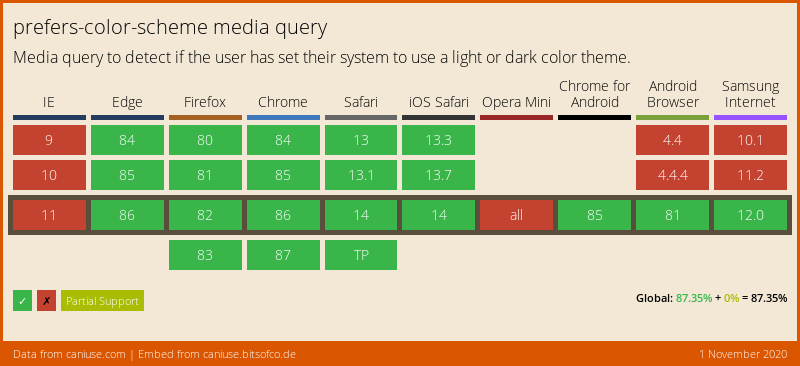 prefers-color-scheme media query
Media query to detect if the user has set their system to use a light or dark color theme.
IE Edge Firefox Chrome Safari iOS Safari Opera Mini Chrome for Android Android Browser Samsung Internet
9 84 80 84 13 13.3 4.4 10.1
10 85 81 85 13.1 13.7 4.4.4 11.2
11 86 82 86 14 14 all 85 81 12.0
83 87 TP
✓ ✗ Partial Support
Global: 87.35% + 0% = 87.35%
Data from caniuse.com | Embed from caniuse.bitsofco.de
1 November 2020